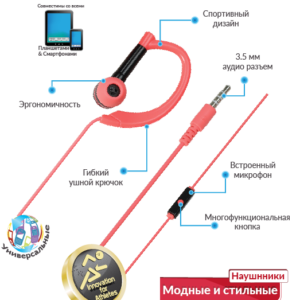 Совместимы со всеми
Планшетами
& Смартфонами
Спортивный
дизайн
3.5 мм
аудио разъем
Эргономичность
Гибкий
ушной крючок
Встроенный
микрофон
Многофункциональная
кнопка
Универсальные
Innovation
for
Athletes
Наушники
Модные и стильные